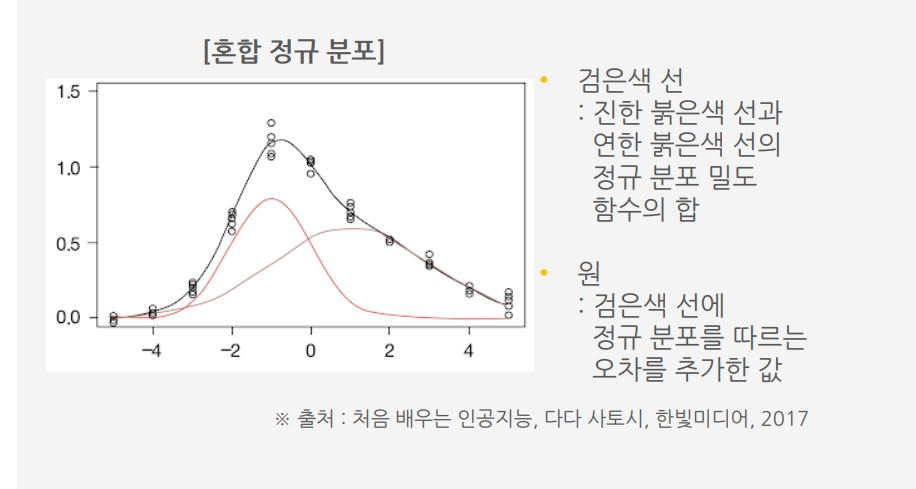 [혼합 정규 분포]
1.5
1.0
0.5
0.0
−4
−2
0
2
4
• 검은색 선
: 진한 붉은색 선과
연한 붉은색 선의
정규 분포 밀도
함수의 합
• 원
: 검은색 선에
정규 분포를 따르는
오차를 추가한 값
※ 출처 : 처음 배우는 인공지능, 다다 사토시, 한빛미디어, 2017